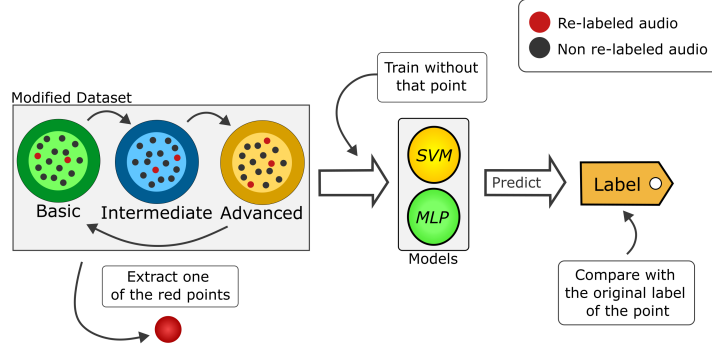 Re-labeled audio
Non re-labeled audio
Train without
that point
Modified Dataset
Basic
Intermediate
Advanced
SVM
MLP
Models
Predict
Label
Extract one
of the red points
Compare with
the original label
of the point